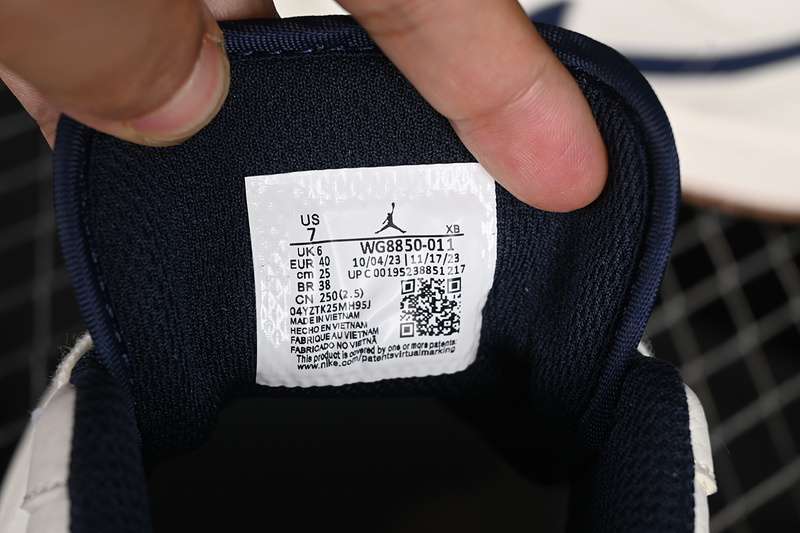 US
7
XB
UK 6
WG8850-011
EUR 40
10/04/23 | 11/17/23
cm 25
UPC 00195238851217
BR 38
CN 250(2.5)
04YZTK25MH95J
MADE IN VIETNAM
HECHO EN VIETNAM
FABRIQUE AU VIETNAM
FABRICADO NO VIETNÃ
This product is covered by one or more patents:
www.nike.com/patentsvirtualmarking